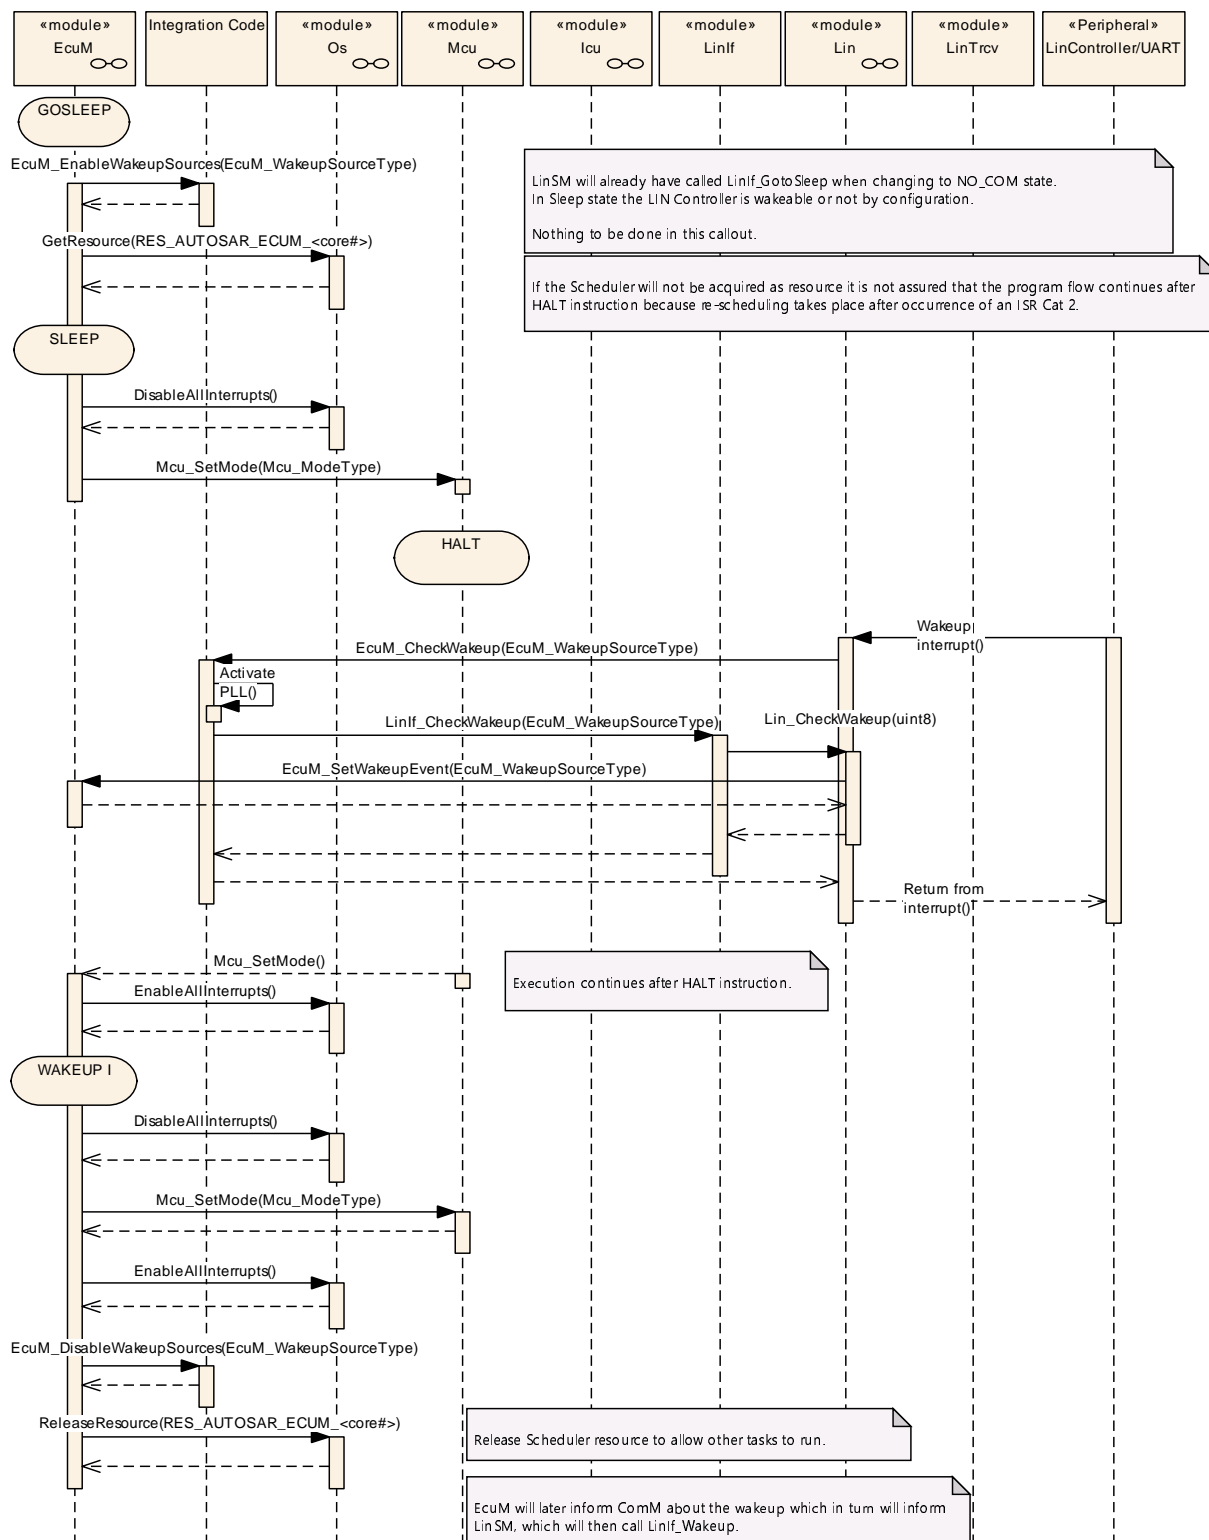 «module»
EcuM
Integration Code
«module»
Os
«module»
Mcu
«module»
Icu
«module»
LinIf
«module»
Lin
«module»
LinTrcv
«Peripheral»
LinController/UART
GOSLEEP
EcuM_EnableWakeupSources(EcuM_WakeupSourceType)
LinSM will already have called LinIf_GotoSleep when changing to NO_COM state.
In Sleep state the LIN Controller is wakeable or not by configuration.
Nothing to be done in this callout.
GetResource(RES_AUTOSAR_ECUM_<core#>)
If the Scheduler will not be acquired as resource it is not assured that the program flow continues after
HALT instruction because re-scheduling takes place after occurrence of an ISR Cat 2.
SLEEP
DisableAllInterrupts()
Mcu_SetMode(Mcu_ModeType)
HALT
Wakeup
interrupt()
EcuM_CheckWakeup(EcuM_WakeupSourceType)
Activate
PLL()
LinIf_CheckWakeup(EcuM_WakeupSourceType)
Lin_CheckWakeup(uint8)
EcuM_SetWakeupEvent(EcuM_WakeupSourceType)
Return from
interrupt()
Mcu_SetMode()
Execution continues after HALT instruction.
EnableAllInterrupts()
WAKEUP I
DisableAllInterrupts()
Mcu_SetMode(Mcu_ModeType)
EnableAllInterrupts()
EcuM_DisableWakeupSources(EcuM_WakeupSourceType)
ReleaseResource(RES_AUTOSAR_ECUM_<core#>)
Release Scheduler resource to allow other tasks to run.
EcuM will later inform ComM about the wakeup which in turn will inform
LinSM, which will then call LinIf_Wakeup.